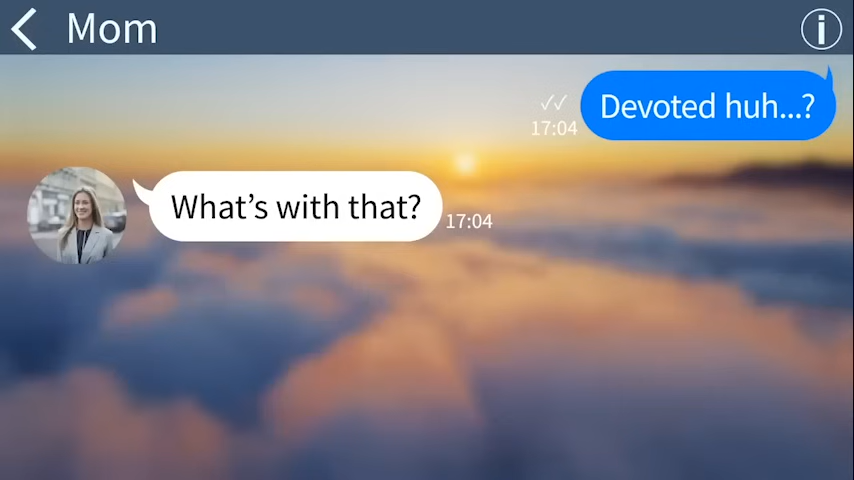 Mom
Devoted huh...?
✓✓
17:04
What’s with that?
17:04